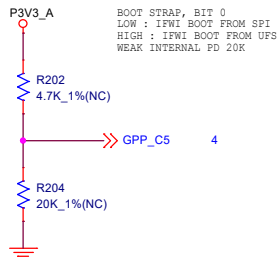 P3V3_A
BOOT STRAP, BIT 0
LOW : IFWI BOOT FROM SPI
HIGH : IFWI BOOT FROM UFS
WEAK INTERNAL PD 20K
R202
4.7K_1%(NC)
GPP_C5 4
R204
20K_1%(NC)